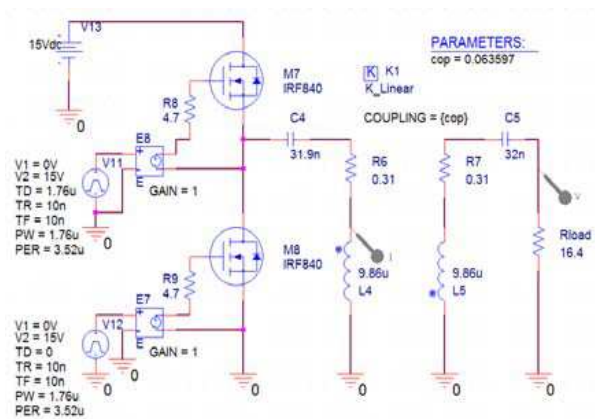 V13
15Vdc
0
PARAMETERS:
cop = 0.063597
M7
IRF840
K K1
K_Linear
COUPLING = {cop}
R8
4.7
E8
E
GAIN = 1
V1 = 0V
V2 = 15V
TD = 1.76u
TR = 10n
TF = 10n
PW = 1.76u
PER = 3.52u
V11
0
C4
31.9n
R6
0.31
R7
0.31
C5
32n
V
Rload
16.4
M8
IRF840
R9
4.7
I
9.86u
L4
9.86u
L5
E7
E
GAIN = 1
V1 = 0V
V2 = 15V
TD = 0
TR = 10n
TF = 10n
PW = 1.76u
PER = 3.52u
V12
0
0
0
0
0
0